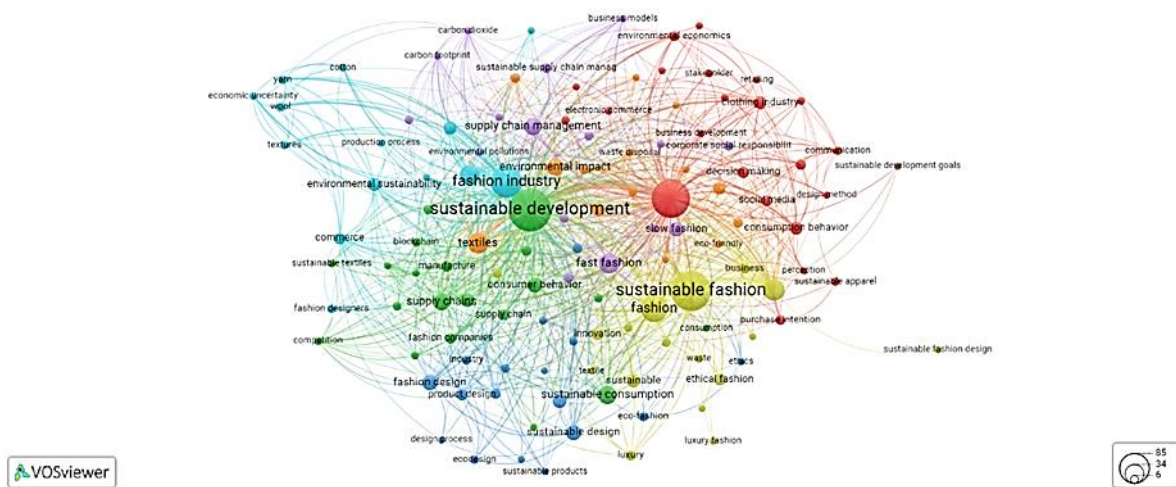 carbon dioxide
business models
environmental economics
carbon footprint
cotton
sustainable supply chain manag
stakeholder
retailing
yarn
economic uncertainty
wool
electronic commerce
clothing industry
supply chain management
business development
textures
production process
environmental pollutions
waste disposal
corporate social responsibilit
communication
sustainable development goals
environmental impact
decision making
environmental sustainability
fashion industry
design method
social media
sustainable development
slow fashion
consumption behavior
commerce
blockchain
textiles
eco-friendly
sustainable textiles
manufacture
fast fashion
business
perception
sustainable apparel
consumer behavior
sustainable fashion
supply chains
fashion
fashion designers
supply chain
purchase intention
innovation
consumption
competition
fashion companies
sustainable fashion design
industry
waste
ethics
textile
fashion design
sustainable
ethical fashion
product design
sustainable consumption
eco-fashion
sustainable design
design process
luxury fashion
ecodesign
luxury
sustainable products
VOSviewer
85
34
6